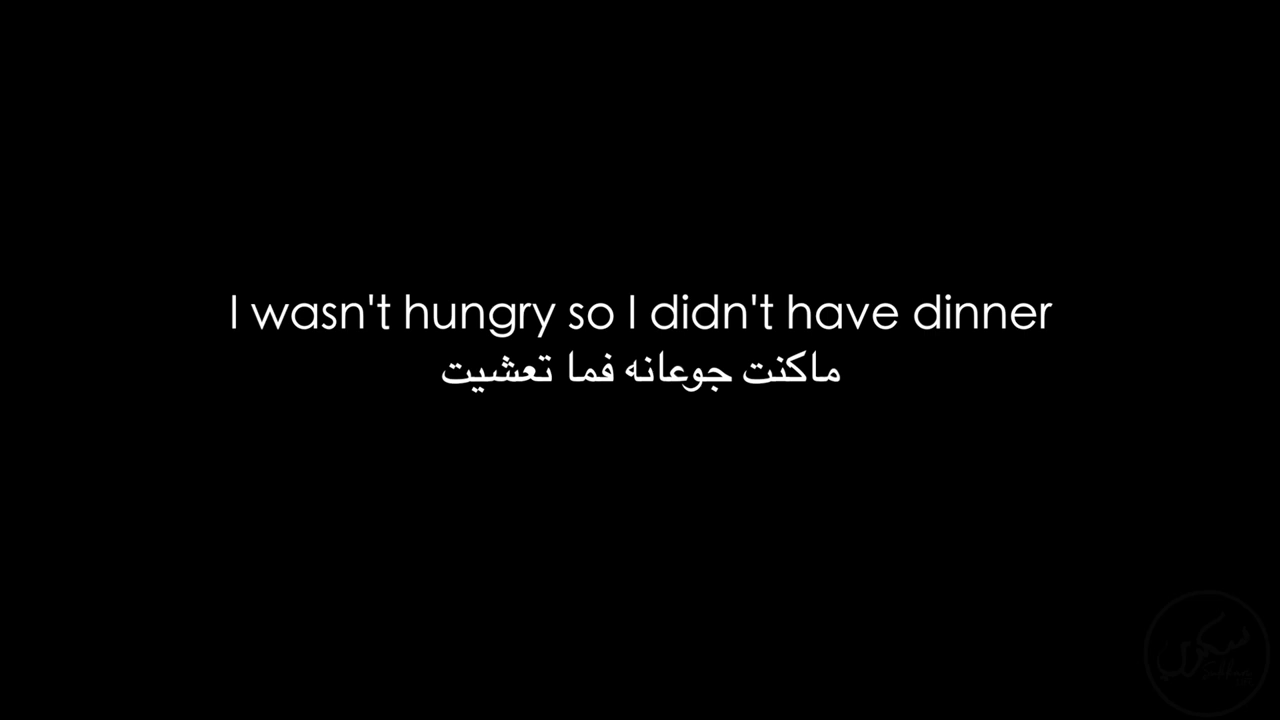 I wasn't hungry so I didn't have dinner
ماكنت جوعانه فما تعشيت